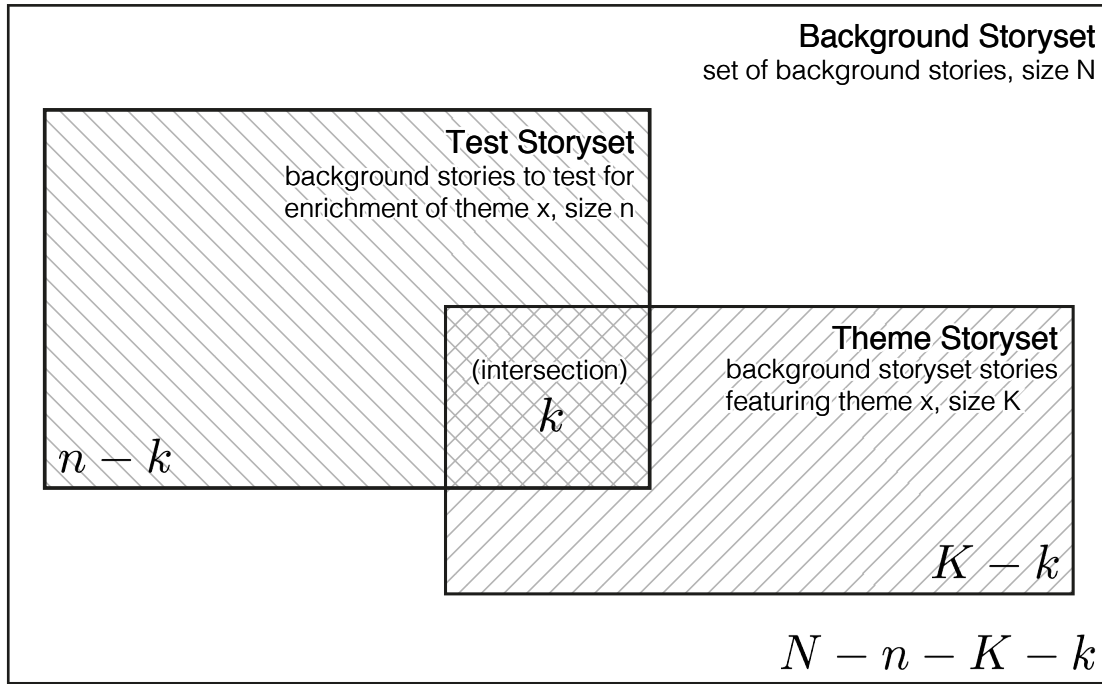 Background Storyset
set of background stories, size N
Test Storyset
background stories to test for
enrichment of theme x, size n
(intersection)
k
n − k
Theme Storyset
background storyset stories
featuring theme x, size K
K − k
N − n − K − k